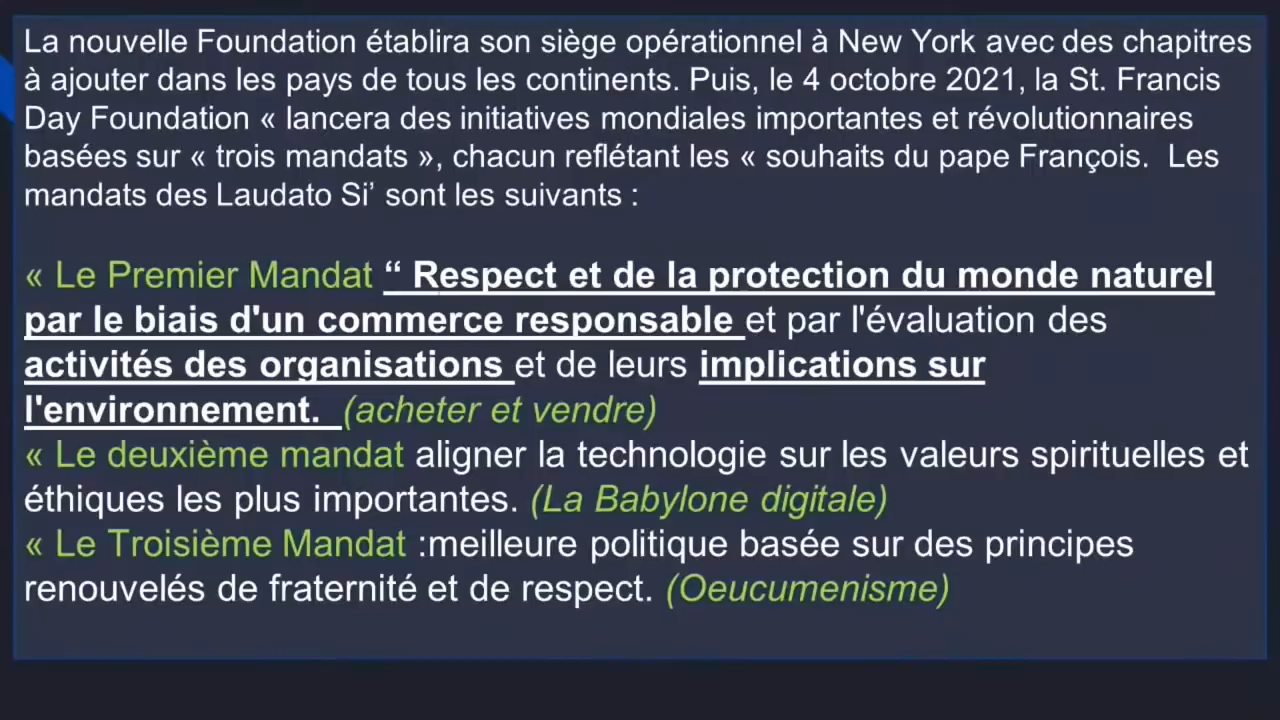 La nouvelle Foundation établira son siège opérationnel à New York avec des chapitres
à ajouter dans les pays de tous les continents. Puis, le 4 octobre 2021, la St. Francis
Day Foundation « lancera des initiatives mondiales importantes et révolutionnaires
basées sur « trois mandats », chacun reflétant les « souhaits du pape François. Les
mandats des Laudato Si’ sont les suivants :
« Le Premier Mandat “ Respect et de la protection du monde naturel
par le biais d'un commerce responsable et par l'évaluation des
activités des organisations et de leurs implications sur
l'environnement. (acheter et vendre)
« Le deuxième mandat aligner la technologie sur les valeurs spirituelles et
éthiques les plus importantes. (La Babylone digitale)
« Le Troisième Mandat :meilleure politique basée sur des principes
renouvelés de fraternité et de respect. (Oeucumenisme)